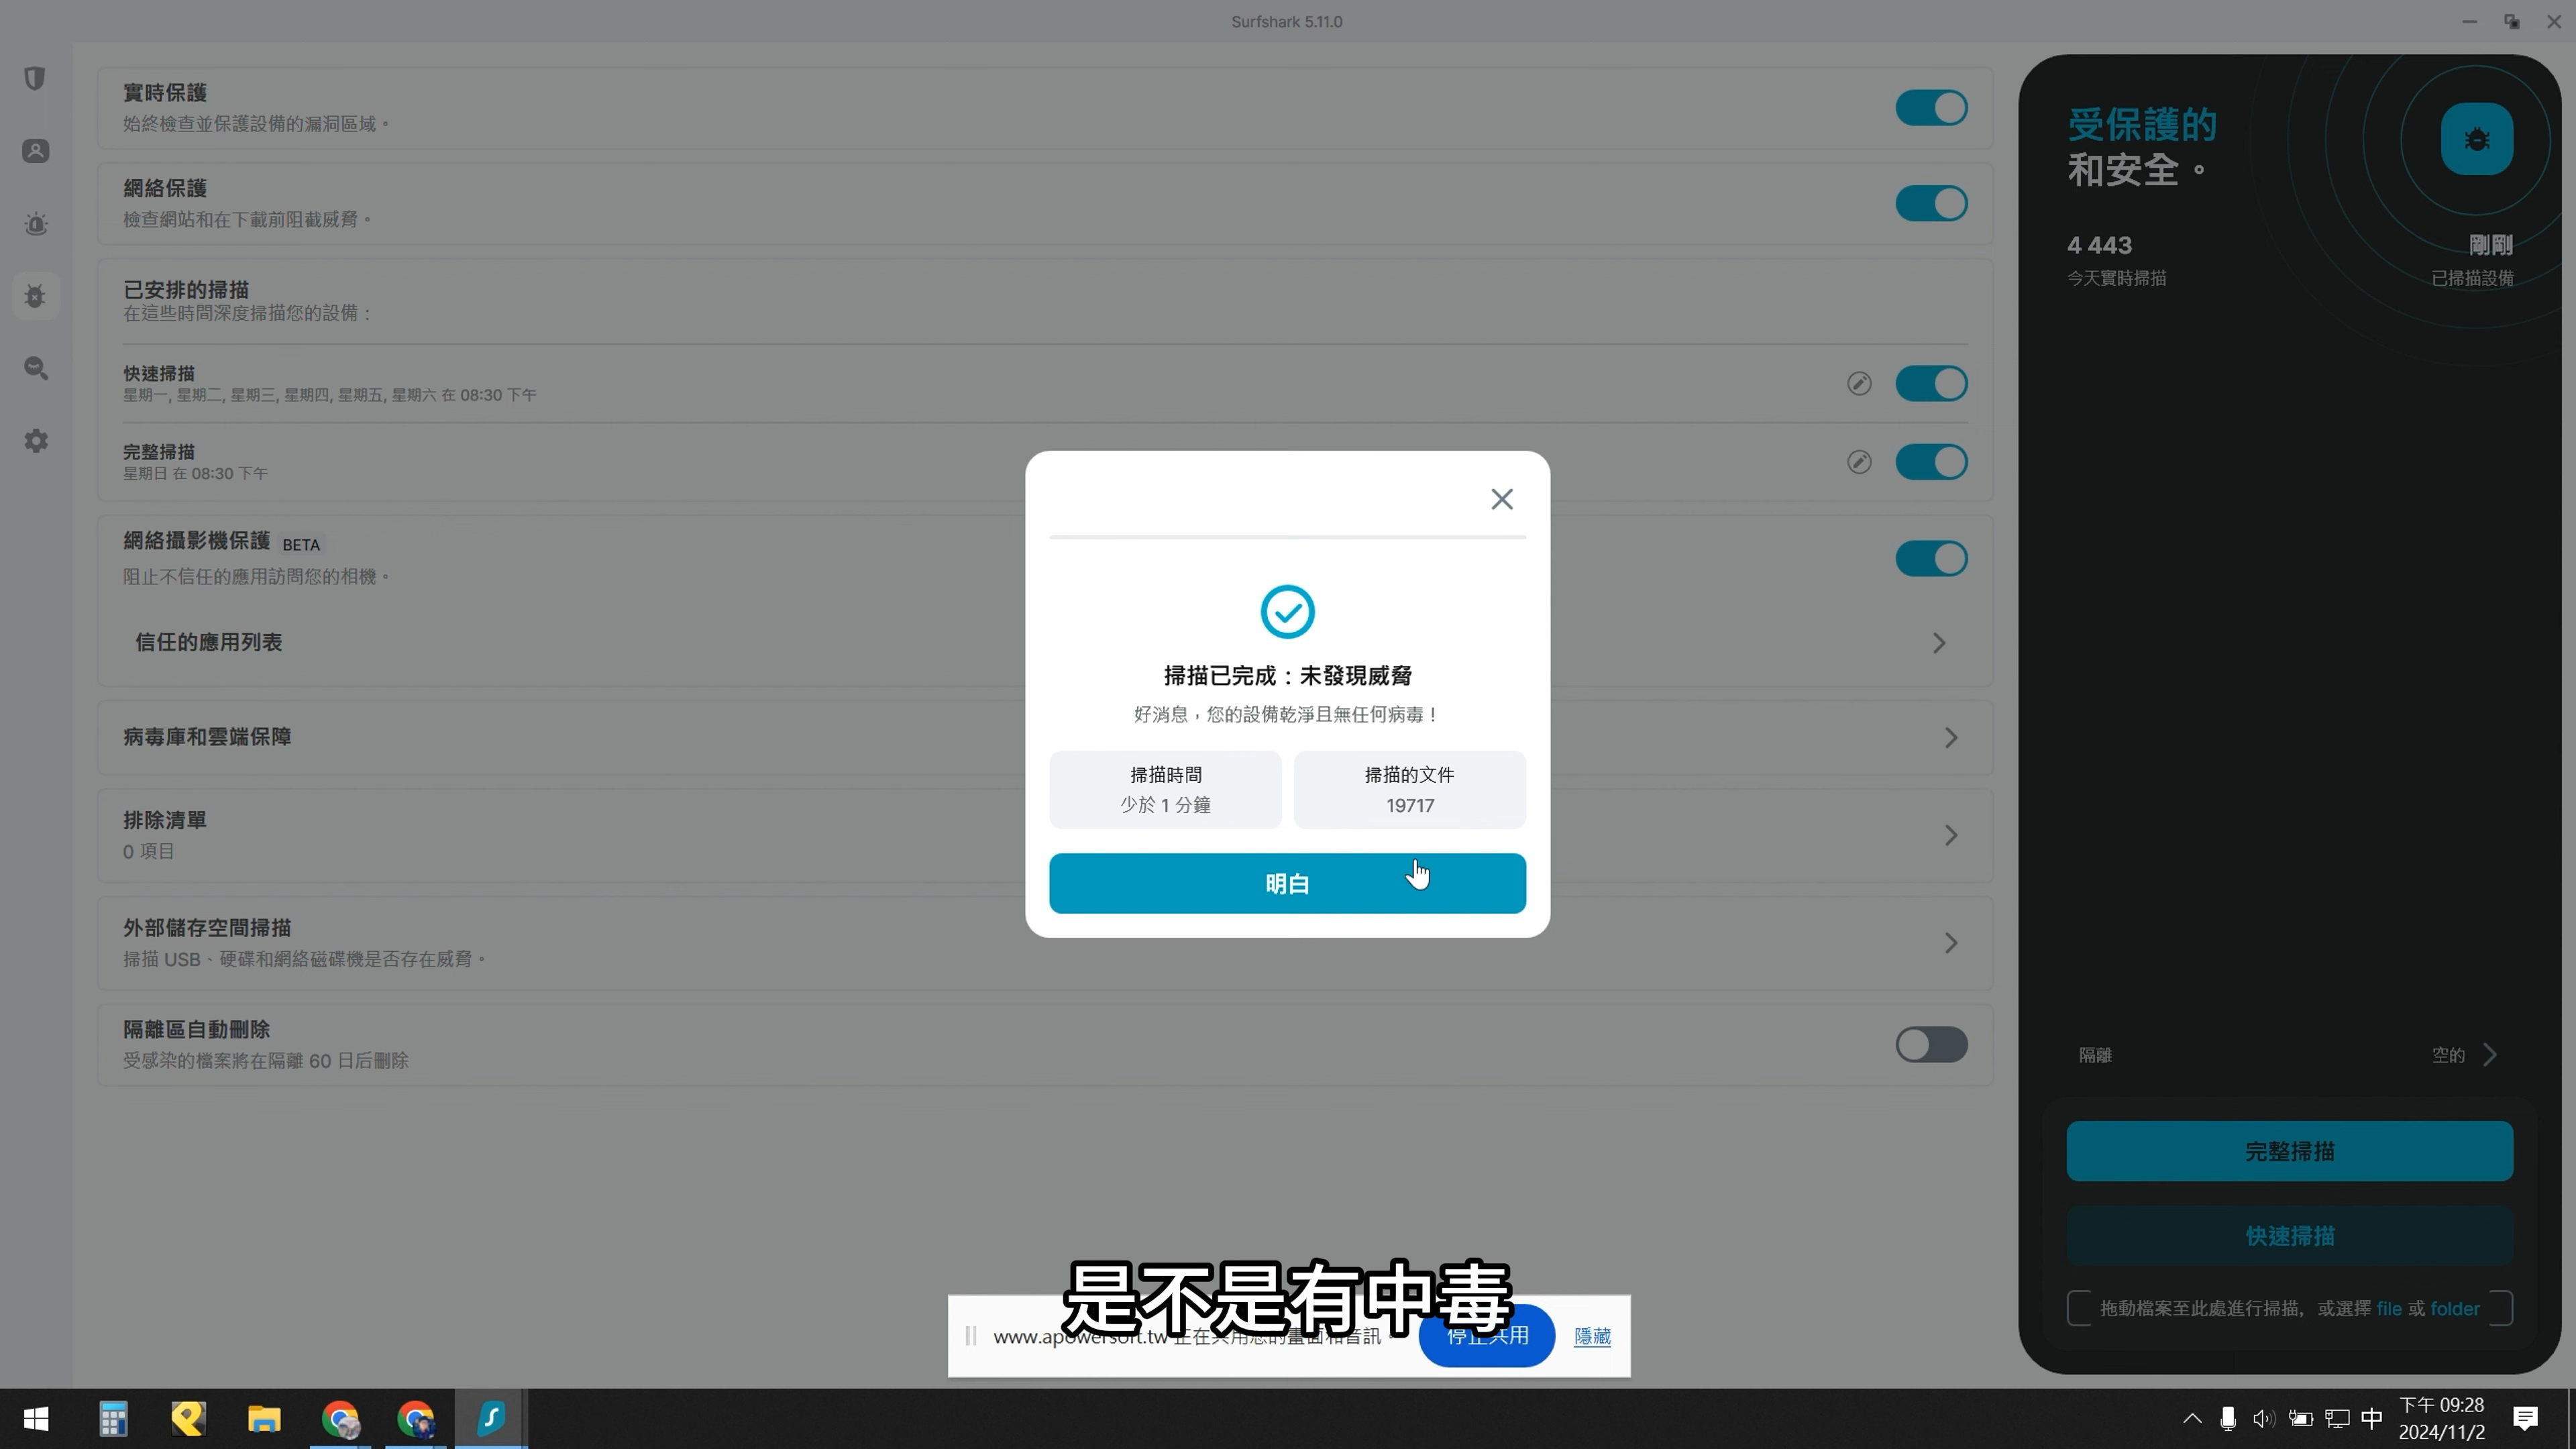 Surfshark 5.11.0
實時保護
始終檢查並保護設備的漏洞區域。
網絡保護
檢查網站和在下載前阻截威脅。
已安排的掃描
在這些時間深度掃描您的設備：
快速掃描
星期一, 星期二, 星期三, 星期四, 星期五, 星期六 在 08:30 下午
完整掃描
星期日 在 08:30 下午
網絡攝影機保護 BETA
阻止不信任的應用訪問您的相機。
信任的應用列表
病毒庫和雲端保障
排除清單
0 項目
外部儲存空間掃描
掃描 USB、硬碟和網絡磁碟機是否存在威脅。
隔離區自動刪除
受感染的檔案將在隔離 60 日后刪除
掃描已完成：未發現威脅
好消息，您的設備乾淨且無任何病毒！
掃描時間
少於 1 分鐘
掃描的文件
19717
明白
受保護的
和安全。
4 443
今天實時掃描
剛剛
已掃描設備
隔離
空的
完整掃描
快速掃描
拖動檔案至此處進行掃描，或選擇 file 或 folder
是不是有中毒
www.apowersoft.tw 正在共用您的畫面和音訊。
停止共用
隱藏
中
下午 09:28
2024/11/2